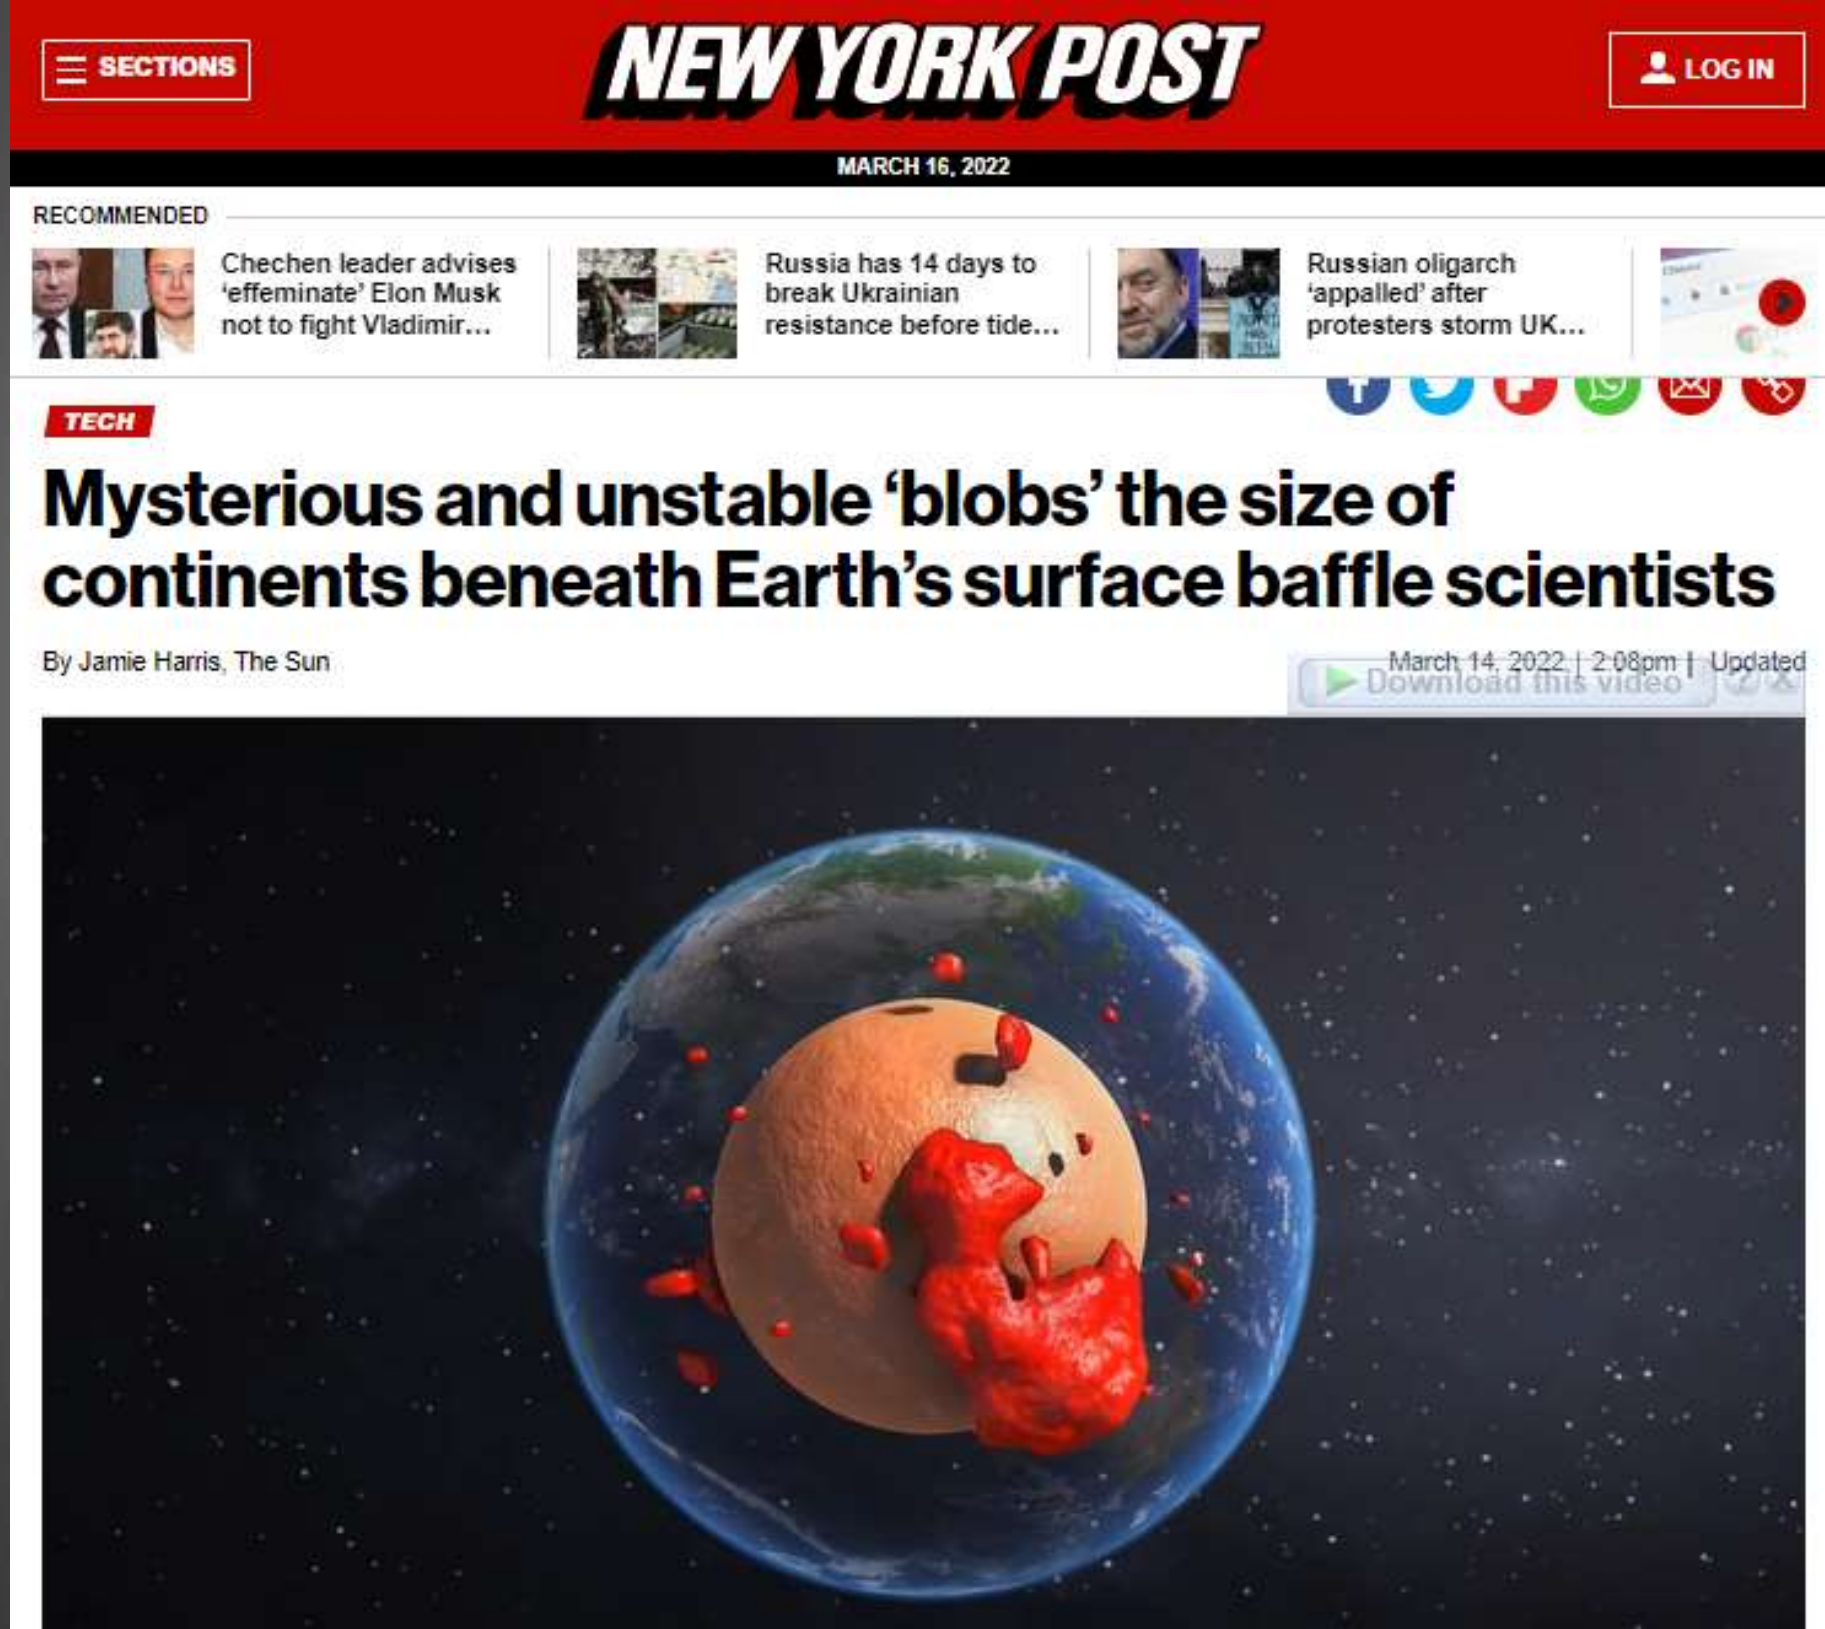 SECTIONS
NEW YORK POST
LOG IN
MARCH 16, 2022
RECOMMENDED
Chechen leader advises
‘effeminate’ Elon Musk
not to fight Vladimir...
Russia has 14 days to
break Ukrainian
resistance before tide...
Russian oligarch
‘appalled’ after
protesters storm UK...
TECH
Mysterious and unstable ‘blobs’ the size of
continents beneath Earth’s surface baffle scientists
By Jamie Harris, The Sun
March 14, 2022 | 2:08pm | Updated
Download this video